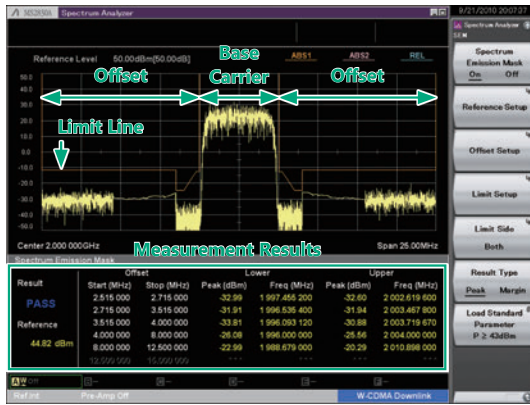 MS2830A Spectrum Analyzer
9/21/2010 20:07:37
Spectrum Analyzer
SEM
Reference Level 50.00dBm[50.00dB]
ABS1 ABS2 REL
Base
Carrier
Offset
Offset
Limit Line
50.0
40.0
30.0
20.0
10.0
0.0
-10.0
-20.0
-30.0
-40.0
-50.0
Center 2.000 000GHz
Span 25.00MHz
Measurement Results
Spectrum Emission Mask
Offset Lower Upper
Result Start (MHz) Stop (MHz) Peak (dBm) Freq (MHz) Peak (dBm) Freq (MHz)
PASS
Reference
44.82 dBm
2.515 000 2.715 000 -32.99 1 997.455 200 -32.60 2 002.619 600
2.715 000 3.515 000 -31.91 1 996.535 400 -31.94 2 003.467 800
3.515 000 4.000 000 -33.81 1 996.093 120 -30.88 2 003.719 670
4.000 000 8.000 000 -26.08 1 996.000 000 -25.56 2 004.000 000
8.000 000 12.500 000 -22.99 1 988.679 000 -20.29 2 010.898 000
12.500 000 15.000 000 *** *** *** ***
Off
Ref.Int Pre-Amp Off
W-CDMA Downlink
Spectrum
Emission Mask
On Off
Reference Setup
Offset Setup
Limit Setup
Limit Side
Both
Result Type
Peak Margin
Load Standard
Parameter
P ≥ 43dBm